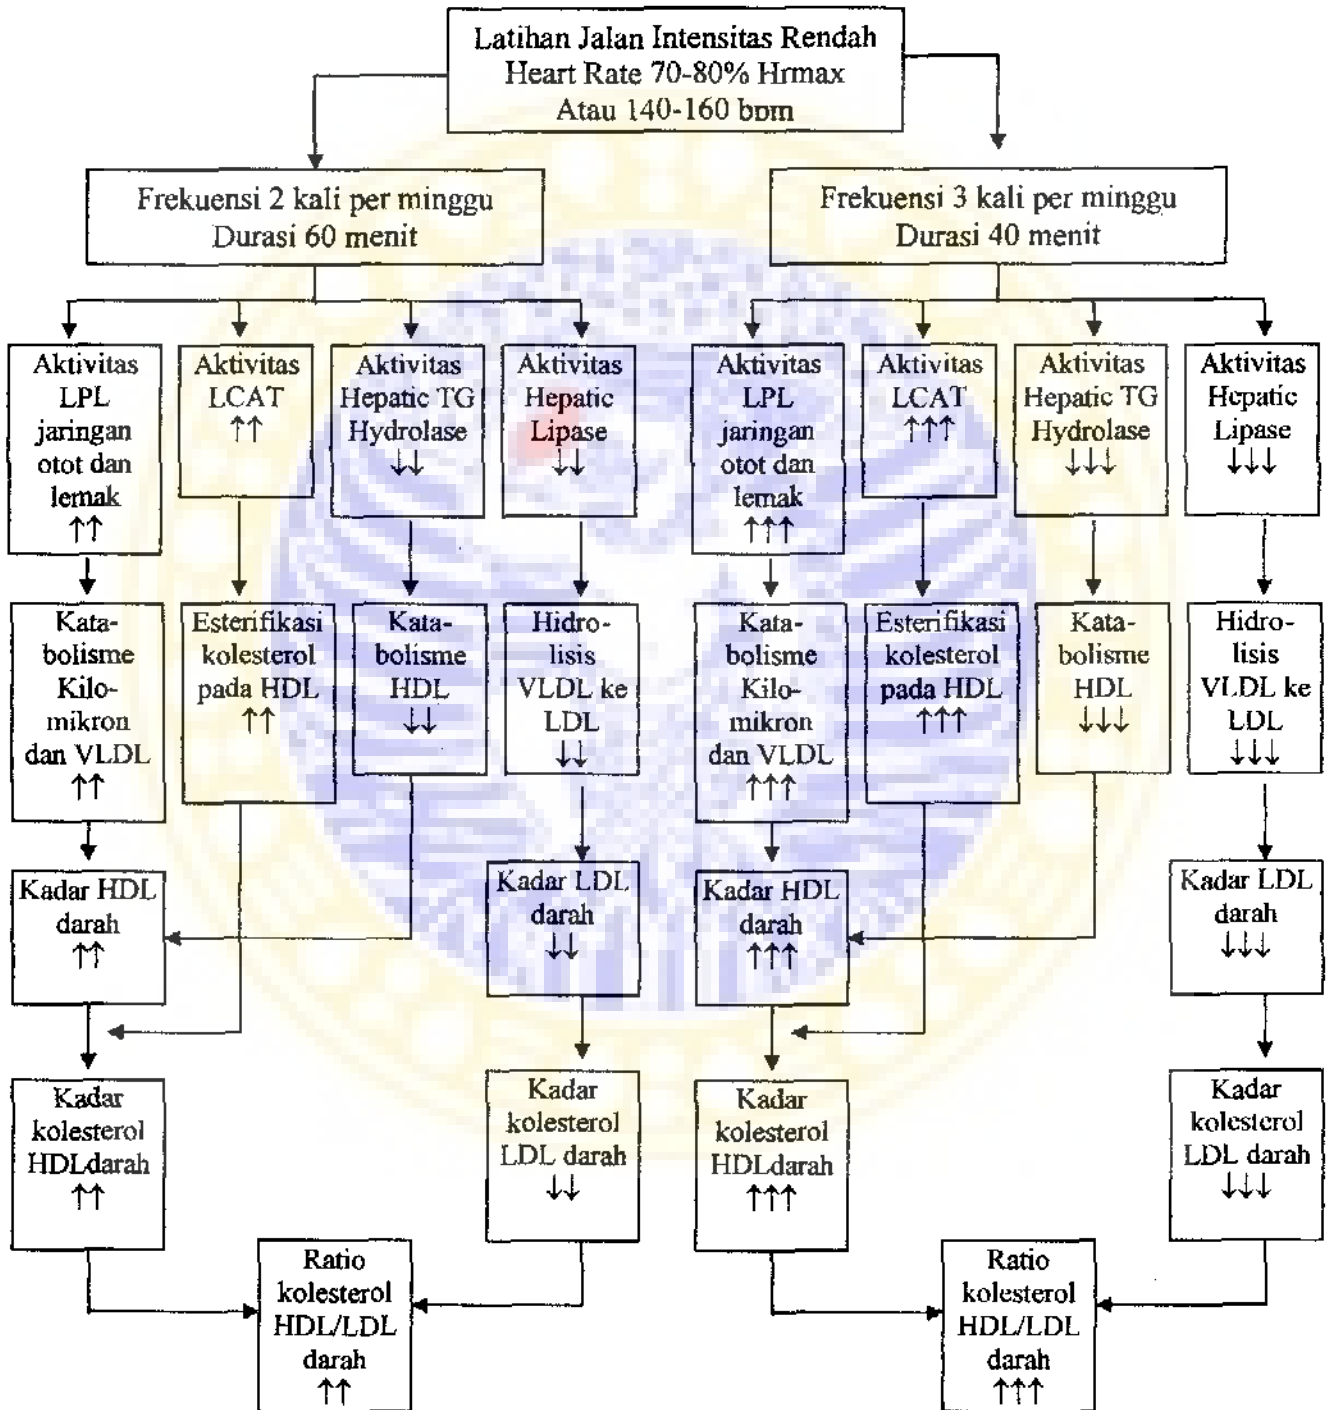 Latihan Jalan Intensitas Rendah
Heart Rate 70-80% Hrmax
Atau 140-160 bpm
Frekuensi 2 kali per minggu
Durasi 60 menit
Frekuensi 3 kali per minggu
Durasi 40 menit
Aktivitas
LPL
jaringan
otot dan
lemak
↑↑
Aktivitas
LCAT
↑↑
Aktivitas
Hepatic TG
Hydrolase
↓↓
Aktivitas
Hepatic
Lipase
↓↓
Aktivitas
LPL
jaringan
otot dan
lemak
↑↑↑
Aktivitas
LCAT
↑↑↑
Aktivitas
Hepatic TG
Hydrolase
↓↓↓
Aktivitas
Hepatic
Lipase
↓↓↓
Kata-
bolisme
Kilo-
mikron
dan VLDL
↑↑
Esterifikasi
kolesterol
pada HDL
↑↑
Kata-
bolisme
HDL
↓↓
Hidro-
lisis
VLDL ke
LDL
↓↓
Kata-
bolisme
Kilo-
mikron
dan VLDL
↑↑↑
Esterifikasi
kolesterol
pada HDL
↑↑↑
Kata-
bolisme
HDL
↓↓↓
Hidro-
lisis
VLDL ke
LDL
↓↓↓
Kadar HDL
darah
↑↑
Kadar LDL
darah
↓↓
Kadar HDL
darah
↑↑↑
Kadar LDL
darah
↓↓↓
Kadar
kolesterol
HDLdarah
↑↑
Kadar
kolesterol
LDL darah
↓↓
Kadar
kolesterol
HDLdarah
↑↑↑
Kadar
kolesterol
LDL darah
↓↓↓
Ratio
kolesterol
HDL/LDL
darah
↑↑
Ratio
kolesterol
HDL/LDL
darah
↑↑↑